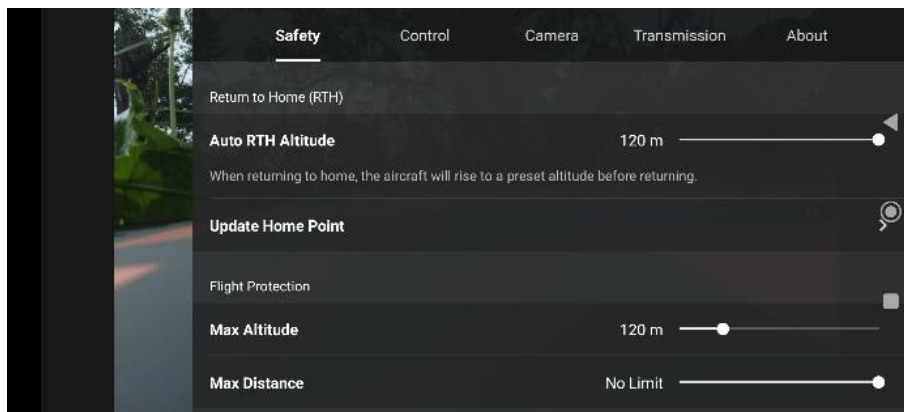 Safety Control Camera Transmission About
Return to Home (RTH)
Auto RTH Altitude 120 m
When returning to home, the aircraft will rise to a preset altitude before returning.
Update Home Point
Flight Protection
Max Altitude 120 m
Max Distance No Limit